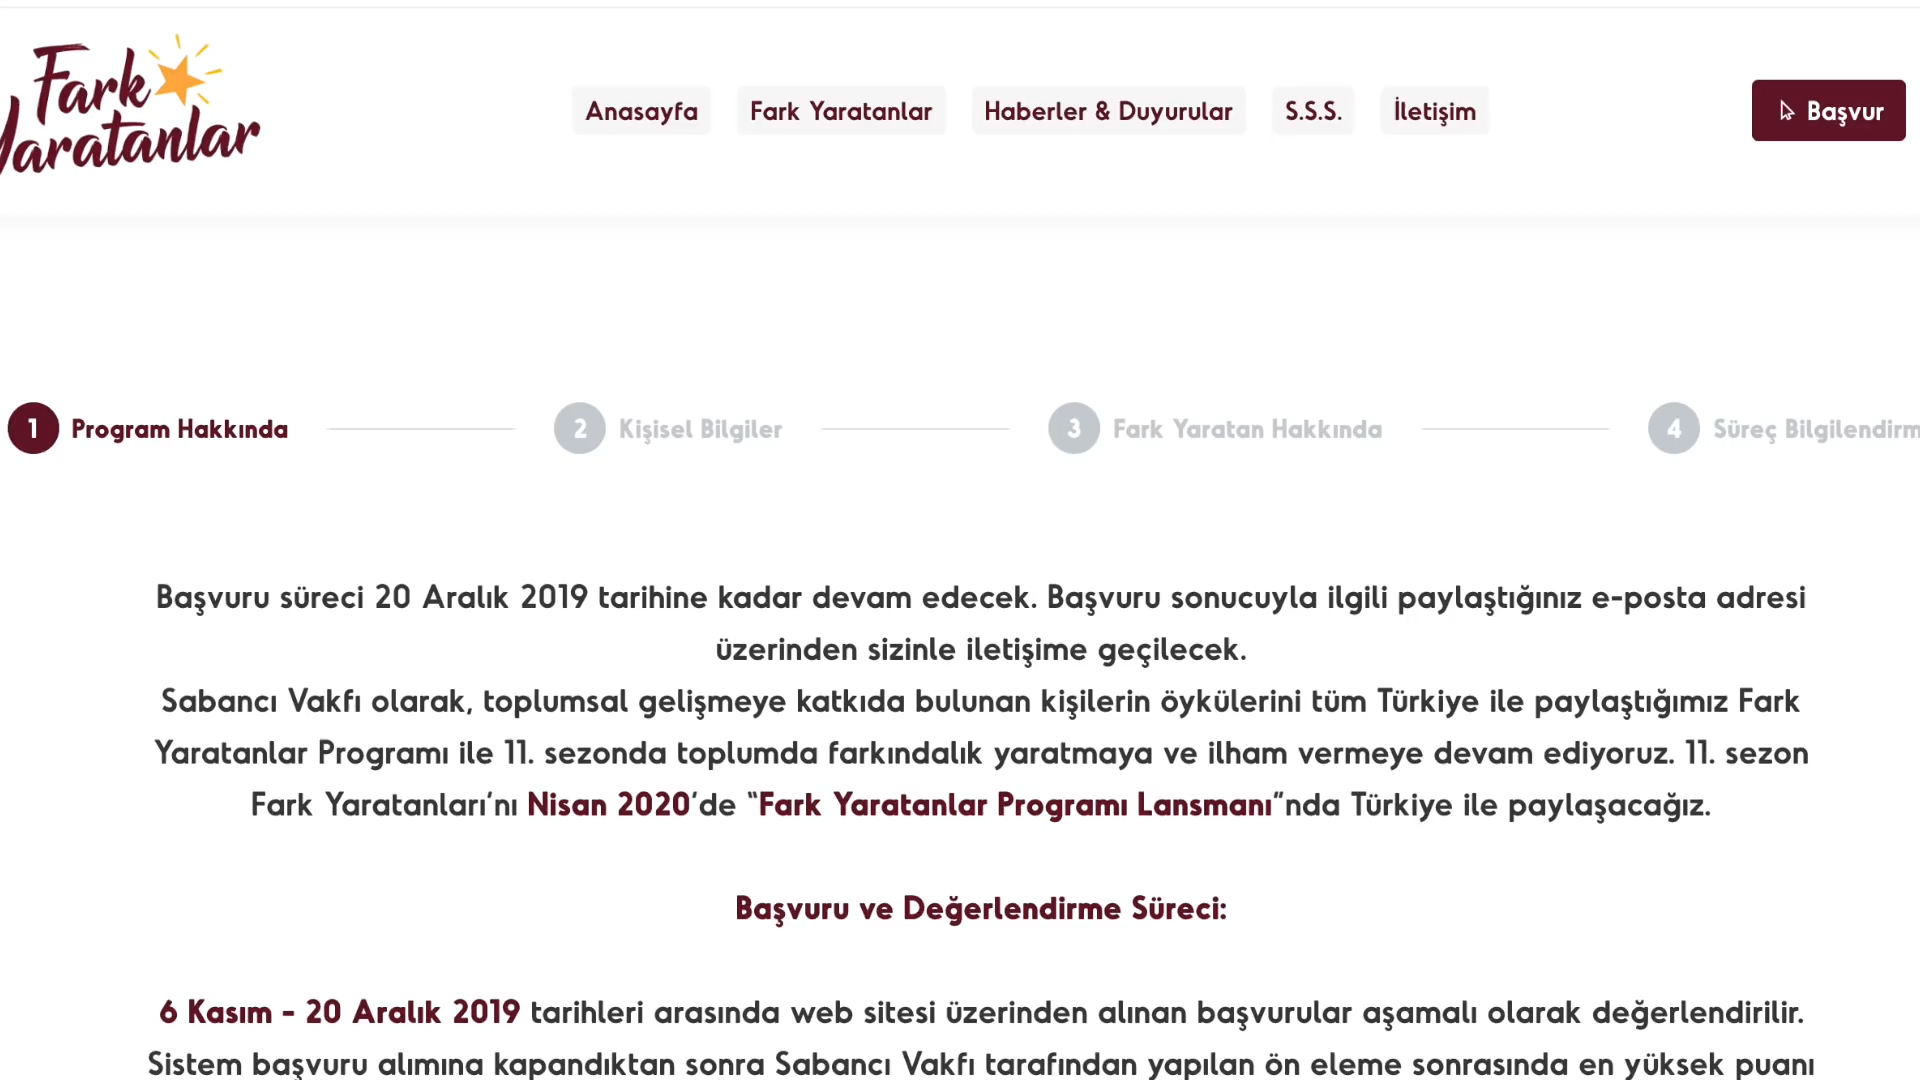 Fark
Yaratanlar
Anasayfa
Fark Yaratanlar
Haberler & Duyurular
S.S.S.
İletişim
Başvur
1 Program Hakkında
2 Kişisel Bilgiler
3 Fark Yaratan Hakkında
4 Süreç Bilgilendirm
Başvuru süreci 20 Aralık 2019 tarihine kadar devam edecek. Başvuru sonucuyla ilgili paylaştığınız e-posta adresi
üzerinden sizinle iletişime geçilecek.
Sabancı Vakfı olarak, toplumsal gelişmeye katkıda bulunan kişilerin öykülerini tüm Türkiye ile paylaştığımız Fark
Yaratanlar Programı ile 11. sezonda toplumda farkındalık yaratmaya ve ilham vermeye devam ediyoruz. 11. sezon
Fark Yaratanları’nı Nisan 2020’de “Fark Yaratanlar Programı Lansmanı”nda Türkiye ile paylaşacağız.
Başvuru ve Değerlendirme Süreci:
6 Kasım - 20 Aralık 2019 tarihleri arasında web sitesi üzerinden alınan başvurular aşamalı olarak değerlendirilir.
Sistem başvuru alımına kapandıktan sonra Sabancı Vakfı tarafından yapılan ön eleme sonrasında en yüksek puanı